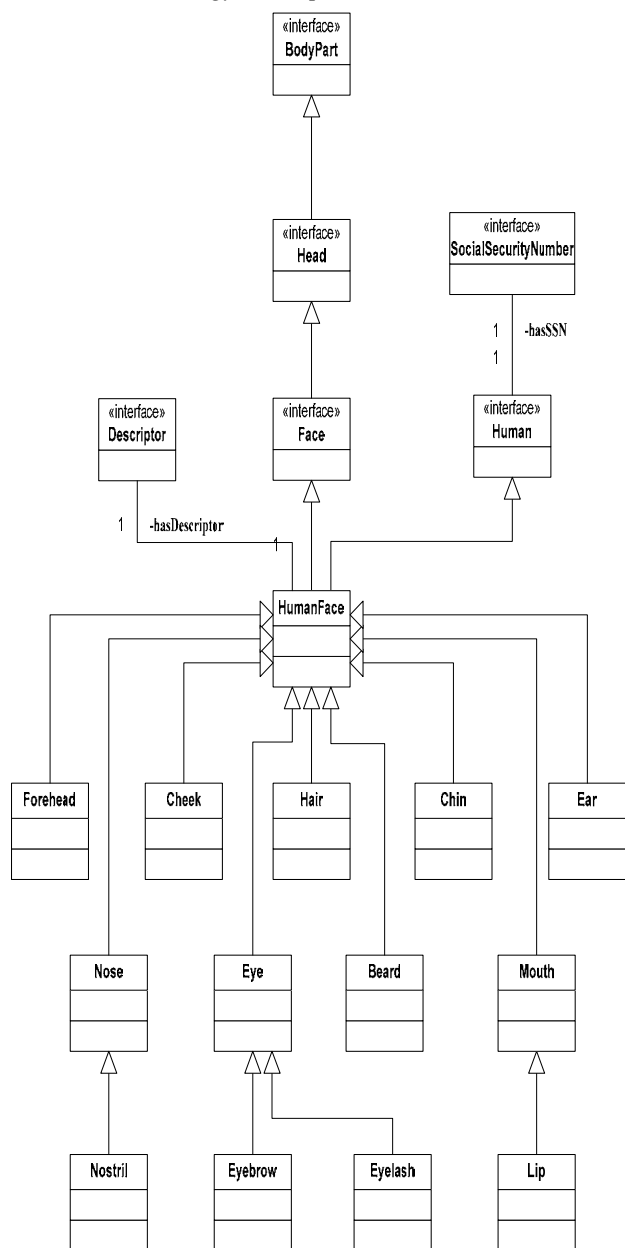 «interface»
BodyPart
«interface»
Head
«interface»
SocialSecurityNumber
1 -hasSSN
1
«interface»
Descriptor
«interface»
Face
«interface»
Human
1 -hasDescriptor
1
HumanFace
Forehead
Cheek
Hair
Chin
Ear
Nose
Eye
Beard
Mouth
Nostril
Eyebrow
Eyelash
Lip